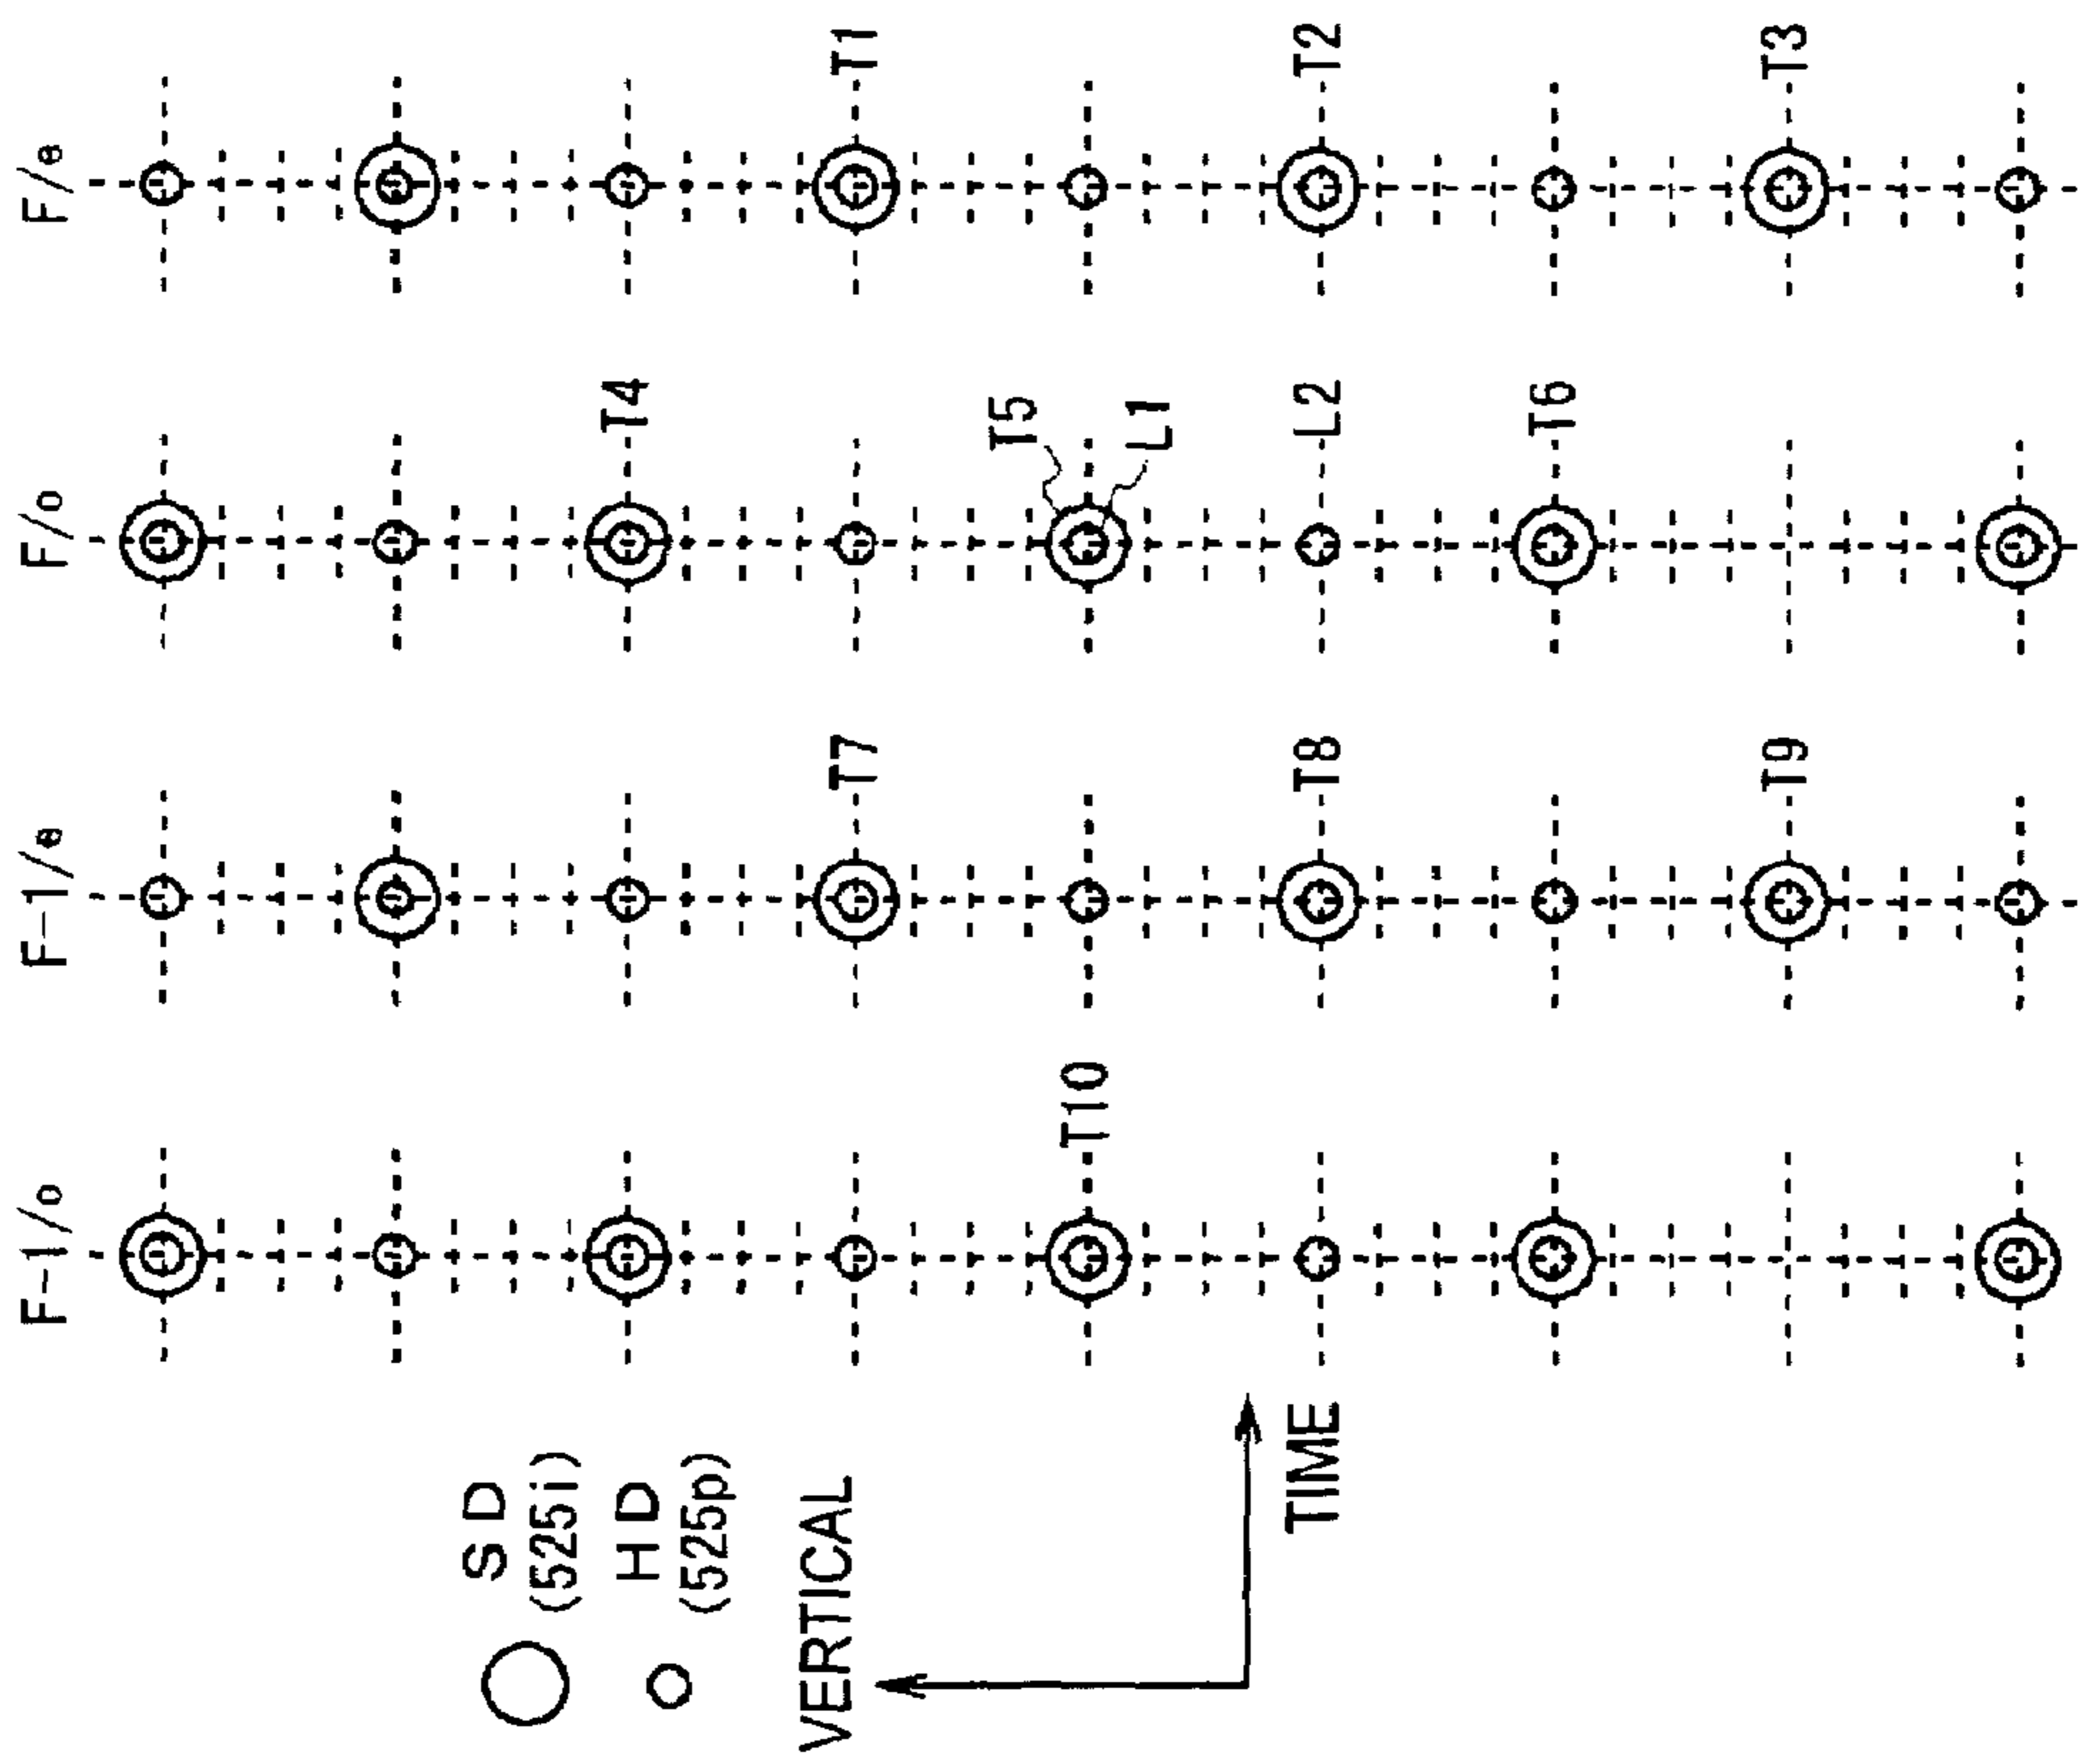 F-1/o F-1/e F/o F/e
SD
(525i)
HD
(525p)
T4
VERTICAL
T7 T1
T5
T10
L1
TIME
T8 L2 T2
T6
T9 T3